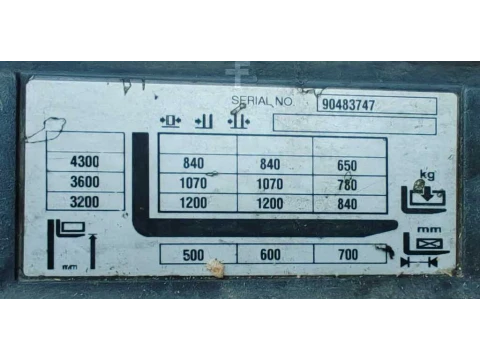 SERIAL NO. 90483747
4300 840 840 650
3600 1070 1070 780
3200 1200 1200 840
kg
mm
mm 500 600 700